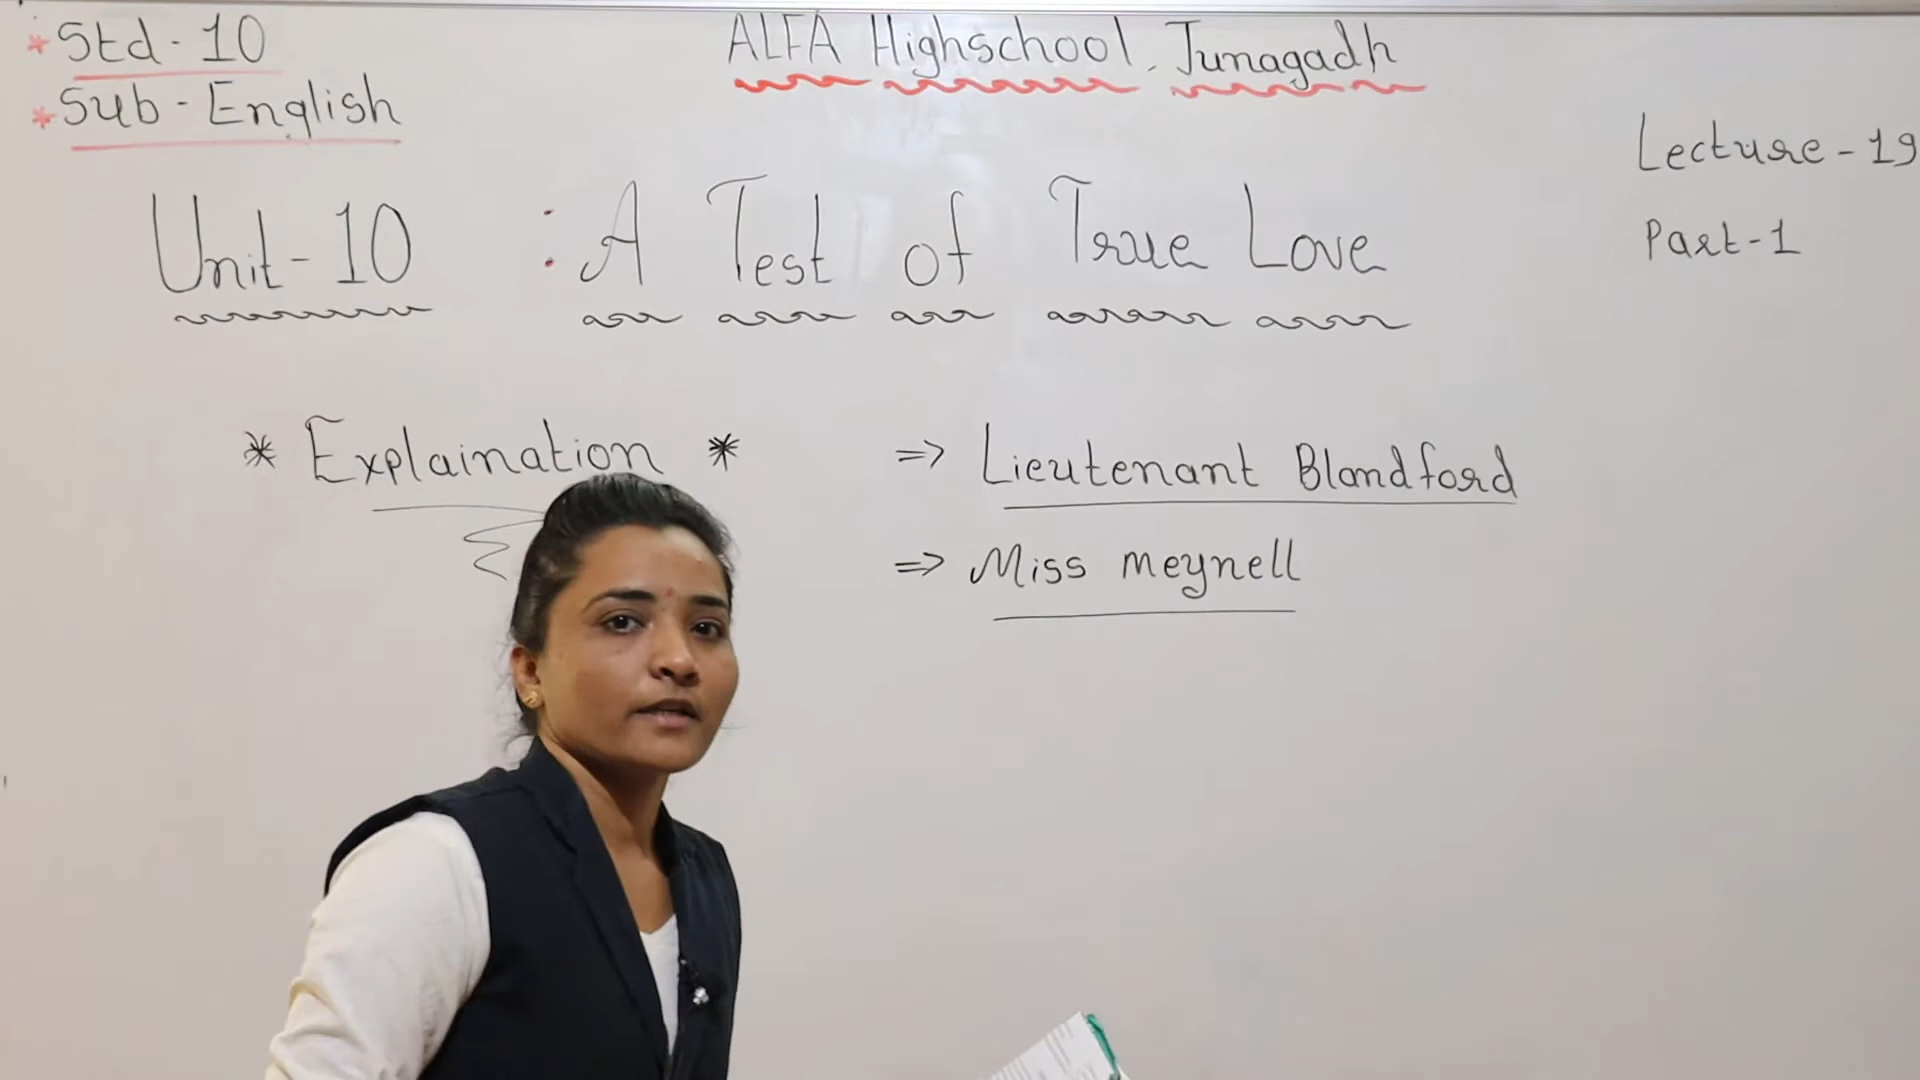 * Std - 10
ALFA Highschool, Junagadh
* Sub - English
Lecture - 19
Part - 1
Unit - 10 : A Test of True Love
* Explaination *
=> Lieutenant Blandford
=> Miss Meynell